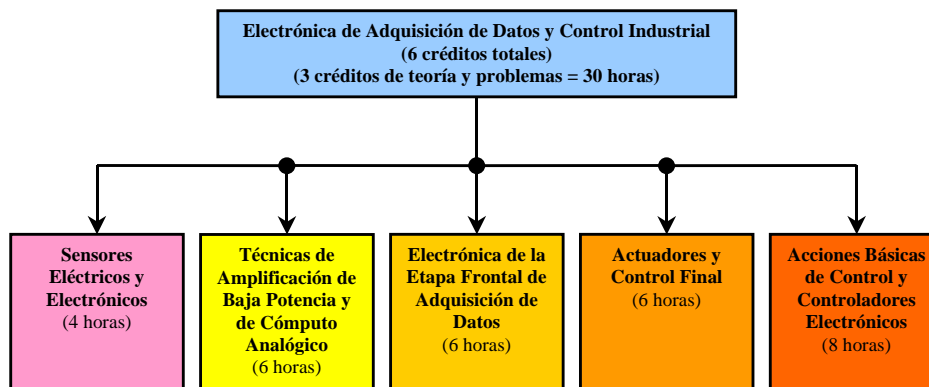 Electrónica de Adquisición de Datos y Control Industrial
(6 créditos totales)
(3 créditos de teoría y problemas = 30 horas)
Sensores
Eléctricos y
Electrónicos
(4 horas)
Técnicas de
Amplificación de
Baja Potencia y
de Cómputo
Analógico
(6 horas)
Electrónica de la
Etapa Frontal de
Adquisición de
Datos
(6 horas)
Actuadores y
Control Final
(6 horas)
Acciones Básicas
de Control y
Controladores
Electrónicos
(8 horas)